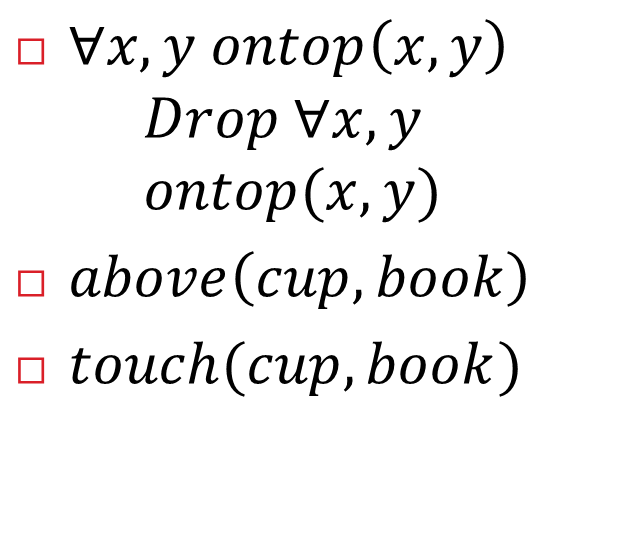 ∀x, y ontop(x, y)
Drop ∀x, y
ontop(x, y)
above(cup, book)
touch(cup, book)